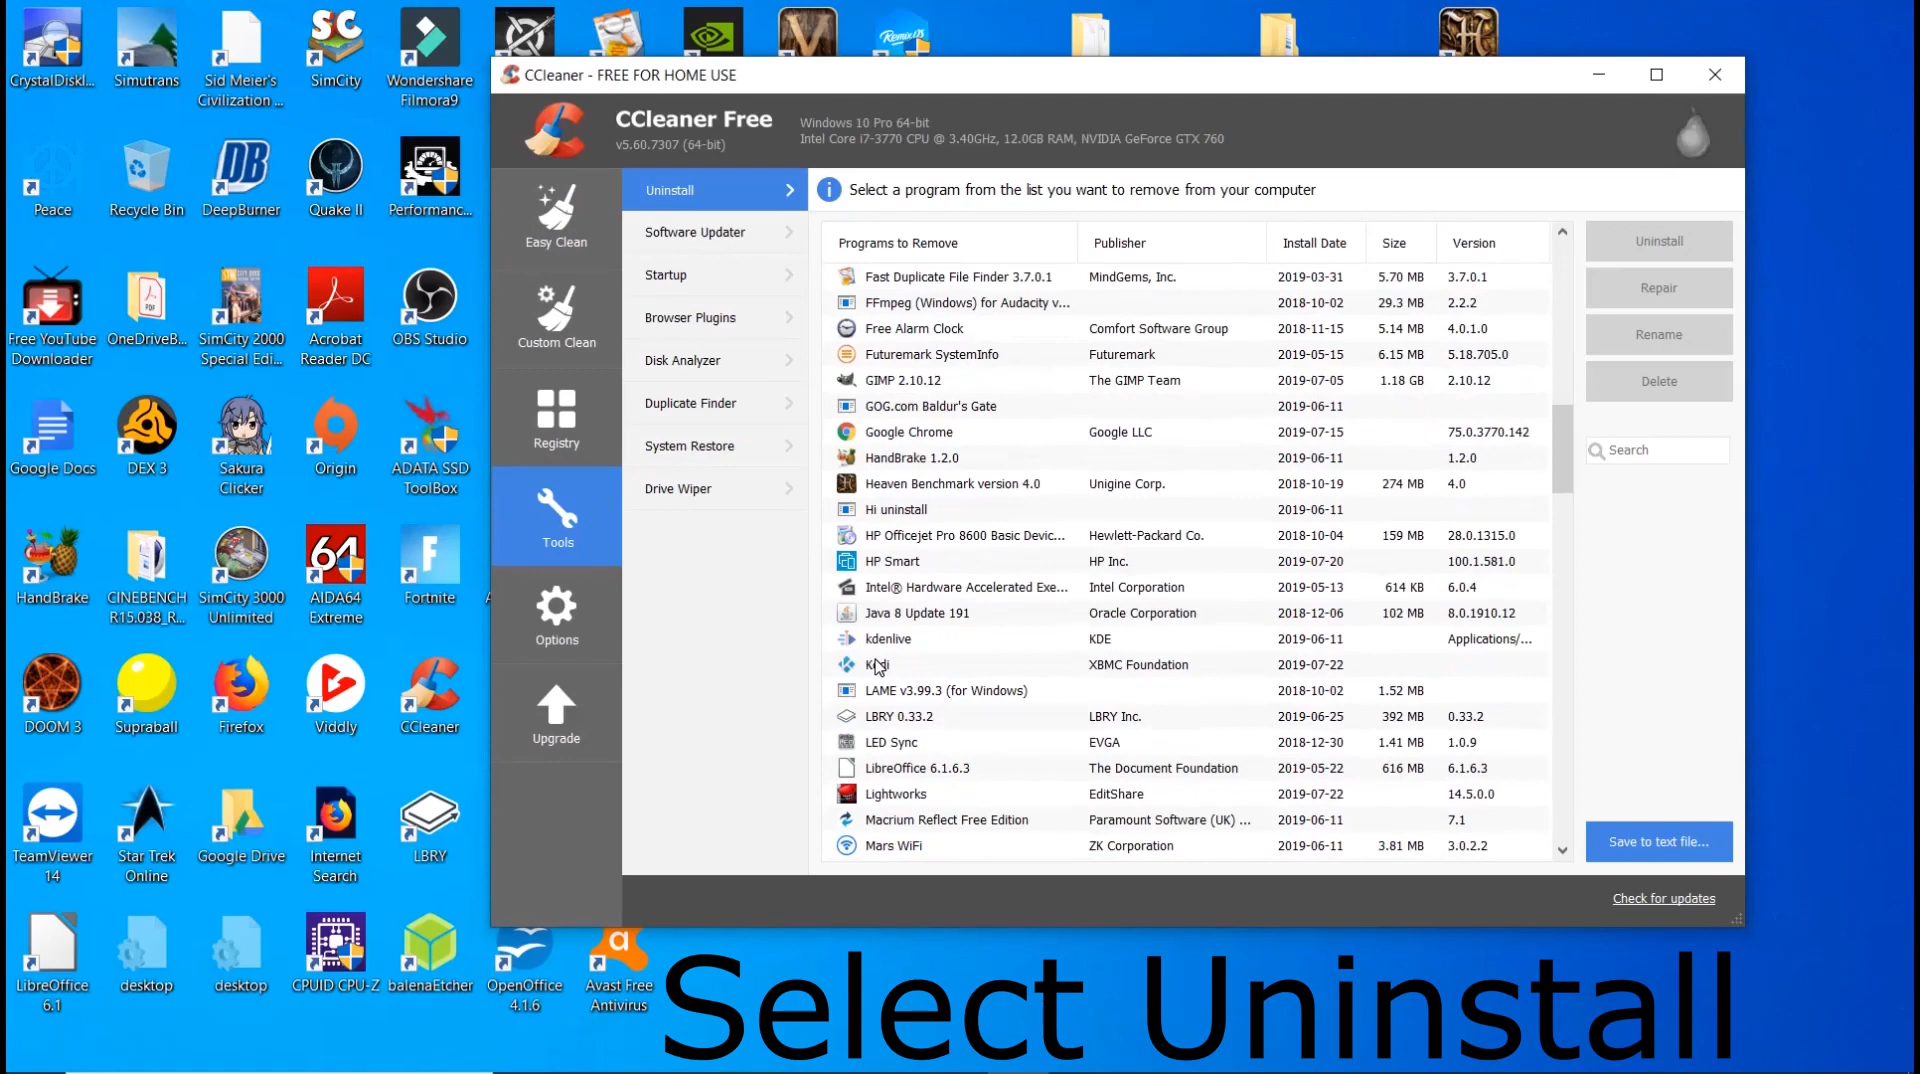 CrystalDiskI...
Simutrans
Sid Meier's
Civilization ...
SimCity
Wondershare
Filmora9
Peace
Recycle Bin
DeepBurner
Quake II
Performanc...
Free YouTube
Downloader
OneDriveB...
SimCity 2000
Special Edi...
Acrobat
Reader DC
OBS Studio
Google Docs
DEX 3
Sakura
Clicker
Origin
ADATA SSD
ToolBox
HandBrake
CINEBENCH
R15.038_R...
SimCity 3000
Unlimited
AIDA64
Extreme
Fortnite
DOOM 3
Supraball
Firefox
Viddly
CCleaner
TeamViewer
14
Star Trek
Online
Google Drive
Internet
Search
LBRY
LibreOffice
6.1
desktop
desktop
CPUID CPU-Z
balenaEtcher
OpenOffice
4.1.6
Avast Free
Antivirus
CCleaner - FREE FOR HOME USE
CCleaner Free
v5.60.7307 (64-bit)
Windows 10 Pro 64-bit
Intel Core i7-3770 CPU @ 3.40GHz, 12.0GB RAM, NVIDIA GeForce GTX 760
Easy Clean
Custom Clean
Registry
Tools
Options
Upgrade
Uninstall
Software Updater
Startup
Browser Plugins
Disk Analyzer
Duplicate Finder
System Restore
Drive Wiper
Select a program from the list you want to remove from your computer
Programs to Remove Publisher Install Date Size Version
Fast Duplicate File Finder 3.7.0.1 MindGems, Inc. 2019-03-31 5.70 MB 3.7.0.1
FFmpeg (Windows) for Audacity v... 2018-10-02 29.3 MB 2.2.2
Free Alarm Clock Comfort Software Group 2018-11-15 5.14 MB 4.0.1.0
Futuremark SystemInfo Futuremark 2019-05-15 6.15 MB 5.18.705.0
GIMP 2.10.12 The GIMP Team 2019-07-05 1.18 GB 2.10.12
GOG.com Baldur's Gate 2019-06-11
Google Chrome Google LLC 2019-07-15 75.0.3770.142
HandBrake 1.2.0 2019-06-11 1.2.0
Heaven Benchmark version 4.0 Unigine Corp. 2018-10-19 274 MB 4.0
Hi uninstall 2019-06-11
HP Officejet Pro 8600 Basic Devic... Hewlett-Packard Co. 2018-10-04 159 MB 28.0.1315.0
HP Smart HP Inc. 2019-07-20 100.1.581.0
Intel® Hardware Accelerated Exe... Intel Corporation 2019-05-13 614 KB 6.0.4
Java 8 Update 191 Oracle Corporation 2018-12-06 102 MB 8.0.1910.12
kdenlive KDE 2019-06-11 Applications/...
Kodi XBMC Foundation 2019-07-22
LAME v3.99.3 (for Windows) 2018-10-02 1.52 MB
LBRY 0.33.2 LBRY Inc. 2019-06-25 392 MB 0.33.2
LED Sync EVGA 2018-12-30 1.41 MB 1.0.9
LibreOffice 6.1.6.3 The Document Foundation 2019-05-22 616 MB 6.1.6.3
Lightworks EditShare 2019-07-22 14.5.0.0
Macrium Reflect Free Edition Paramount Software (UK) ... 2019-06-11 7.1
Mars WiFi ZK Corporation 2019-06-11 3.81 MB 3.0.2.2
Uninstall
Repair
Rename
Delete
Search
Save to text file...
Check for updates
Select Uninstall